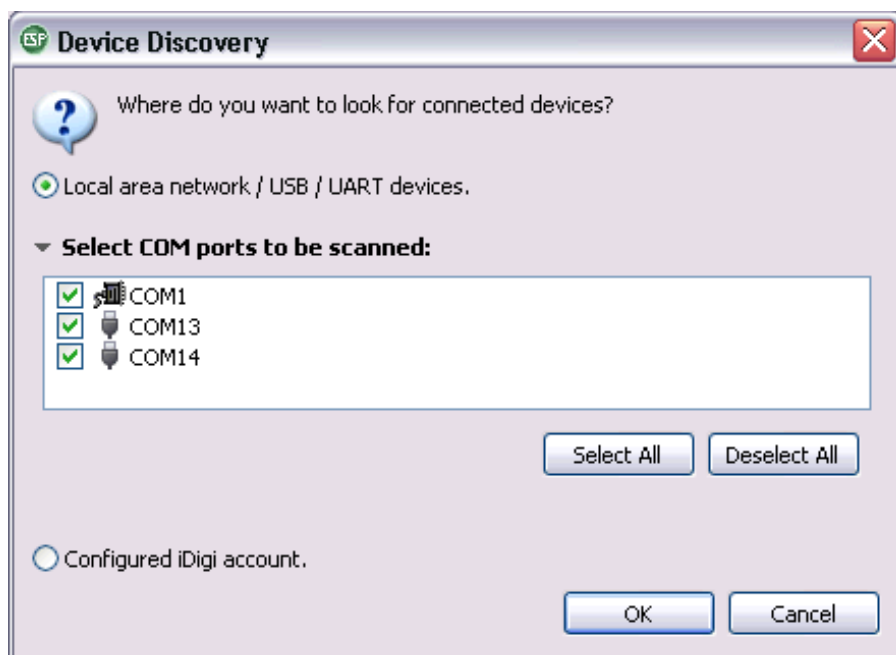 ESP Device Discovery
Where do you want to look for connected devices?
Local area network / USB / UART devices.
Select COM ports to be scanned:
COM1
COM13
COM14
Select All Deselect All
Configured iDigi account.
OK Cancel